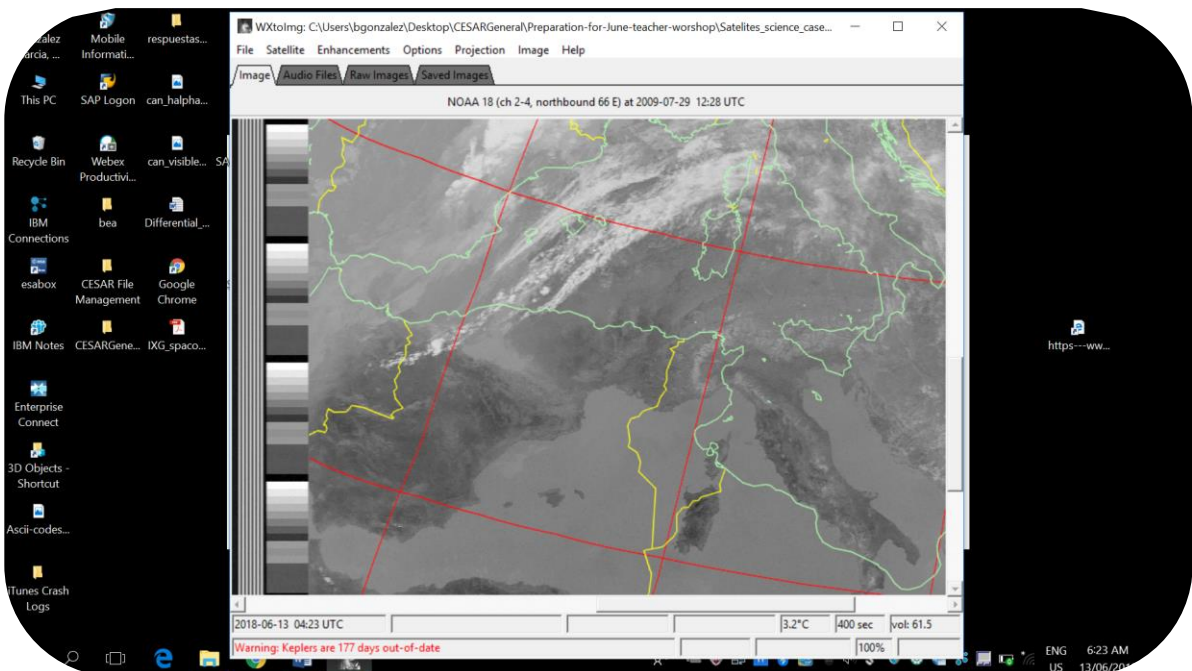 Mobile
Informati...
respuestas...
This PC
SAP Logon
can_halpha...
Recycle Bin
Webex
Productivi...
can_visible...
SA
IBM
Connections
bea
Differential_...
esabox
CESAR File
Management
Google
Chrome
IBM Notes
CESARGene...
IXG_spaco...
Enterprise
Connect
3D Objects -
Shortcut
Ascii-codes...
iTunes Crash
Logs
WXtoImg: C:\Users\bgonzalez\Desktop\CESARGeneral\Preparation-for-June-teacher-worshop\Satelites_science_case...
File Satellite Enhancements Options Projection Image Help
Image Audio Files Raw Images Saved Images
NOAA 18 (ch 2-4, northbound 66 E) at 2009-07-29 12:28 UTC
2018-06-13 04:23 UTC 3.2°C 400 sec vol: 61.5
Warning: Keplers are 177 days out-of-date 100%
https---ww...
ENG 6:23 AM
US 13/06/20